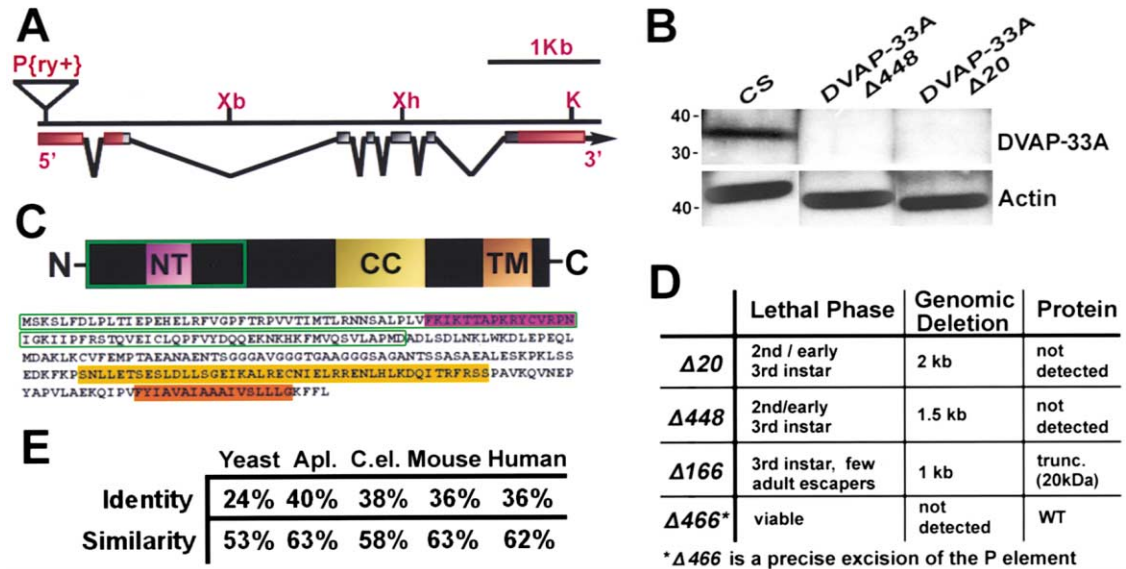 A
P{ry+}
1Kb
Xb
Xh
K
5'
3'
B
CS
DVAP-33A
Δ448
DVAP-33A
Δ20
40-
30-
DVAP-33A
40-
Actin
C
N
NT
CC
TM
C
MSKSLFDLPLTIEPEHELRFVGPFTRPVVTIMTLRNNSALPLVFKIKTTAPKRYCVRPN
IGKIIPFRSTQVEICLQPFVYDQQEKNKHKFMVQSVLAPMDADLSDLNKLWKDLEPEQL
MDAKLKCVFEMPTAEANAENTSGGGAVGGGTGAAGGGSAGANTSSASAEALESKPKLSS
EDKFKPSNLLETSESLDLLSGEIKALRECNIELRRENLHLKDQITRFRSSPAVKQVNEP
YAPVLAEKQIPVFYIAVAIAAAIVSLLLGKFFL
D
Lethal Phase
Genomic
Deletion
Protein
Δ20
2nd / early
3rd instar
2 kb
not
detected
Δ448
2nd/early
3rd instar
1.5 kb
not
detected
Δ166
3rd instar, few
adult escapers
1 kb
trunc.
(20kDa)
Δ466*
viable
not
detected
WT
*Δ466 is a precise excision of the P element
E
Yeast Apl. C.el. Mouse Human
Identity 24% 40% 38% 36% 36%
Similarity 53% 63% 58% 63% 62%